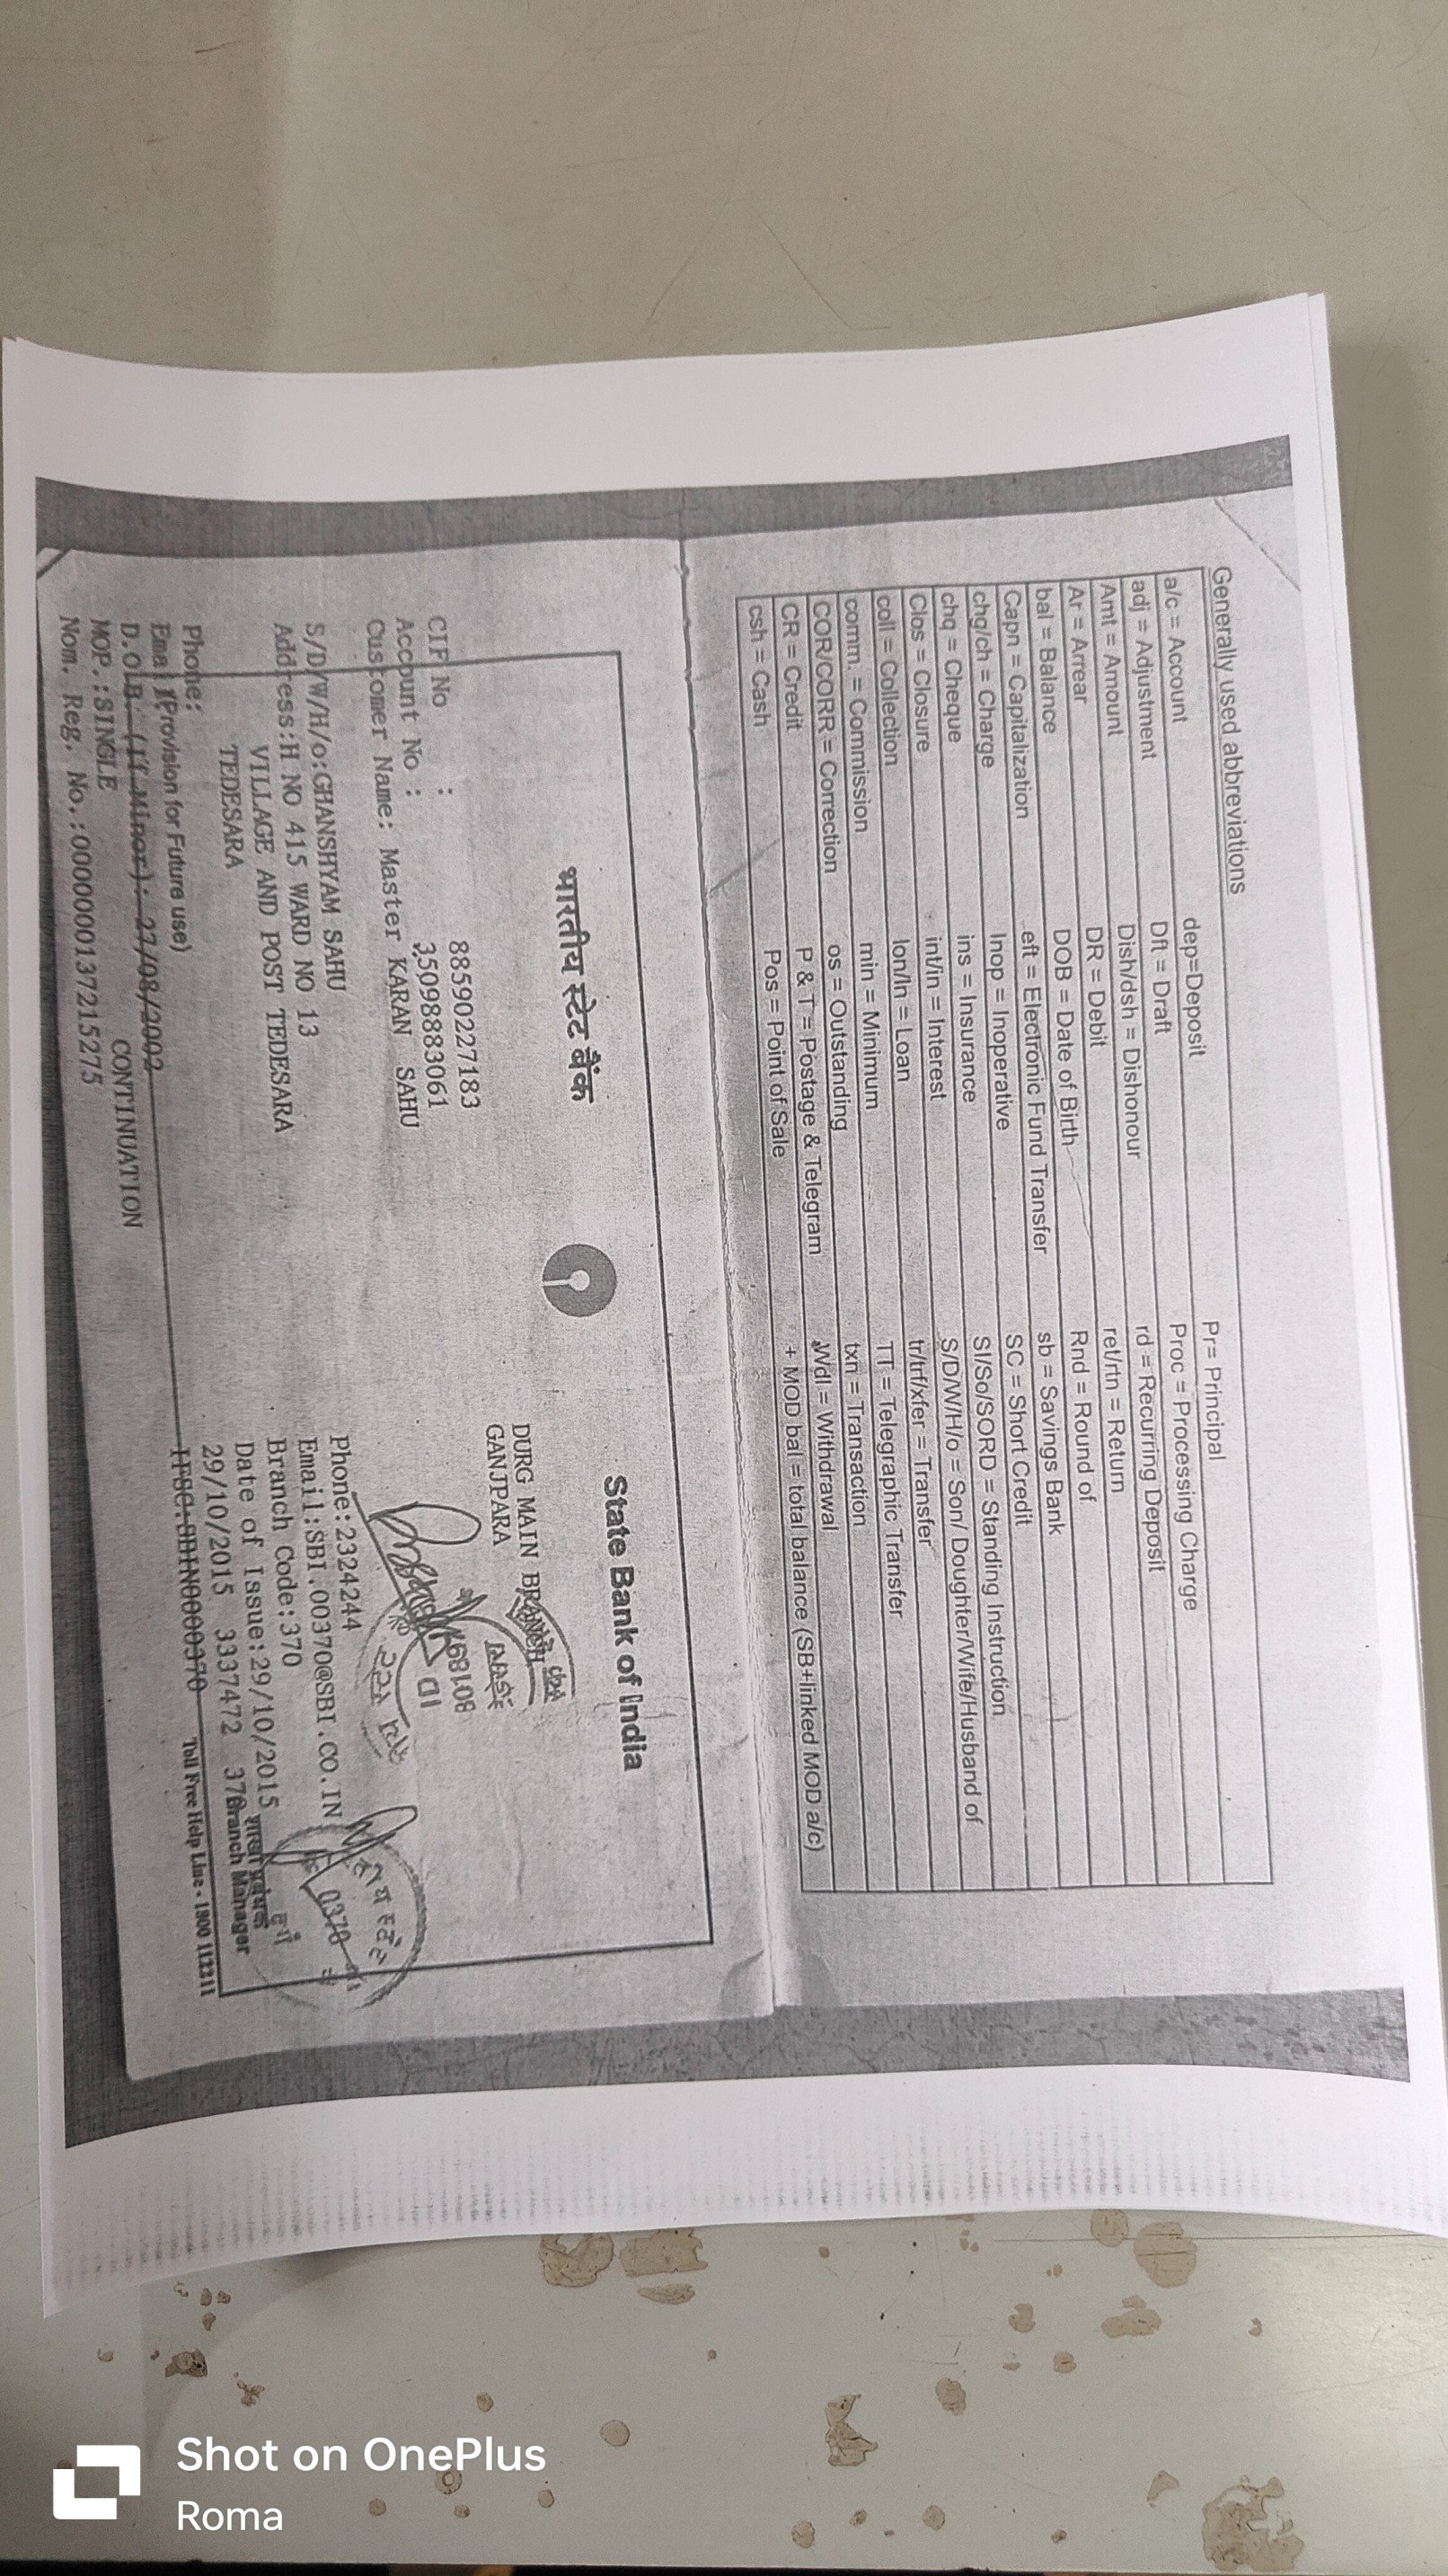 Generally used abbreviations
a/c = Account dep=Deposit Pr= Principal
adj = Adjustment Dft = Draft Proc = Processing Charge
Amt = Amount Dish/dsh = Dishonour rd = Recurring Deposit
Ar = Arrear DR = Debit ret/rtn = Return
bal = Balance DOB = Date of Birth Rnd = Round of
Capn = Capitalization eft = Electronic Fund Transfer sb = Savings Bank
chg/ch = Charge Inop = Inoperative SC = Short Credit
chq = Cheque ins = Insurance SI/So/SORD = Standing Instruction
Clos = Closure int/in = Interest S/D/W/H/o = Son/ Doughter/Wife/Husband of
coll = Collection lon/ln = Loan tr/trf/xfer = Transfer
comm. = Commission min = Minimum TT = Telegraphic Transfer
COR/CORR = Correction os = Outstanding txn = Transaction
CR = Credit P & T = Postage & Telegram Wdl = Withdrawal
csh = Cash Pos = Point of Sale + MOD bal = total balance (SB+linked MOD a/c)
भारतीय स्टेट बैंक State Bank of India
DURG MAIN BRANCH
GANJPARA
CIF No : 88590227183
Account No : 35098883061
Customer Name: Master KARAN SAHU
S/D/W/H/o:GHANSHYAM SAHU
Address:H NO 415 WARD NO 13
VILLAGE AND POST TEDESARA
TEDESARA
Phone:2324244
Email:SBI.00370@SBI.CO.IN
Branch Code:370
Date of Issue:29/10/2015
29/10/2015 3337472 370
शाखा प्रबंधक
Branch Manager
0370
Phone:
Email:
(Provision for Future use)
D.O.B. (If Minor): 27/08/2002
IFSC:SBIN0000370
Toll Free Help Line - 1800 112211
CONTINUATION
MOP.:SINGLE
Nom. Reg. No.:0000000137215275
Shot on OnePlus
Roma